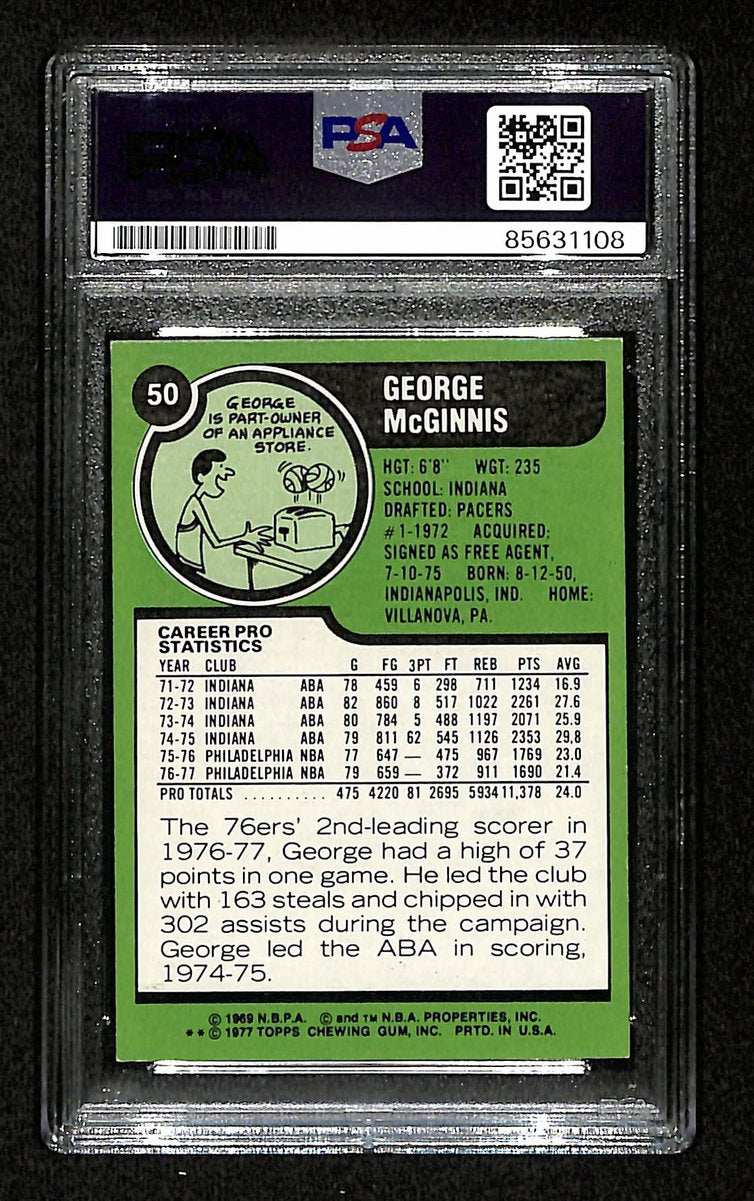 PSA
PSA
85631108
50
GEORGE
IS PART-OWNER
OF AN APPLIANCE
STORE.
GEORGE
McGINNIS
HGT: 6'8" WGT: 235
SCHOOL: INDIANA
DRAFTED: PACERS
#1-1972 ACQUIRED:
SIGNED AS FREE AGENT,
7-10-75 BORN: 8-12-50,
INDIANAPOLIS, IND. HOME:
VILLANOVA, PA.
CAREER PRO
STATISTICS
YEAR CLUB G FG 3PT FT REB PTS AVG
71-72 INDIANA ABA 78 459 6 298 711 1234 16.9
72-73 INDIANA ABA 82 860 8 517 1022 2261 27.6
73-74 INDIANA ABA 80 784 5 488 1197 2071 25.9
74-75 INDIANA ABA 79 811 62 545 1126 2353 29.8
75-76 PHILADELPHIA NBA 77 647 — 475 967 1769 23.0
76-77 PHILADELPHIA NBA 79 659 — 372 911 1690 21.4
PRO TOTALS .......... 475 4220 81 2695 5934 11,378 24.0
The 76ers' 2nd-leading scorer in
1976-77, George had a high of 37
points in one game. He led the club
with 163 steals and chipped in with
302 assists during the campaign.
George led the ABA in scoring,
1974-75.
© 1969 N.B.P.A. © and TM N.B.A. PROPERTIES, INC.
**© 1977 TOPPS CHEWING GUM, INC. PRTD. IN U.S.A.